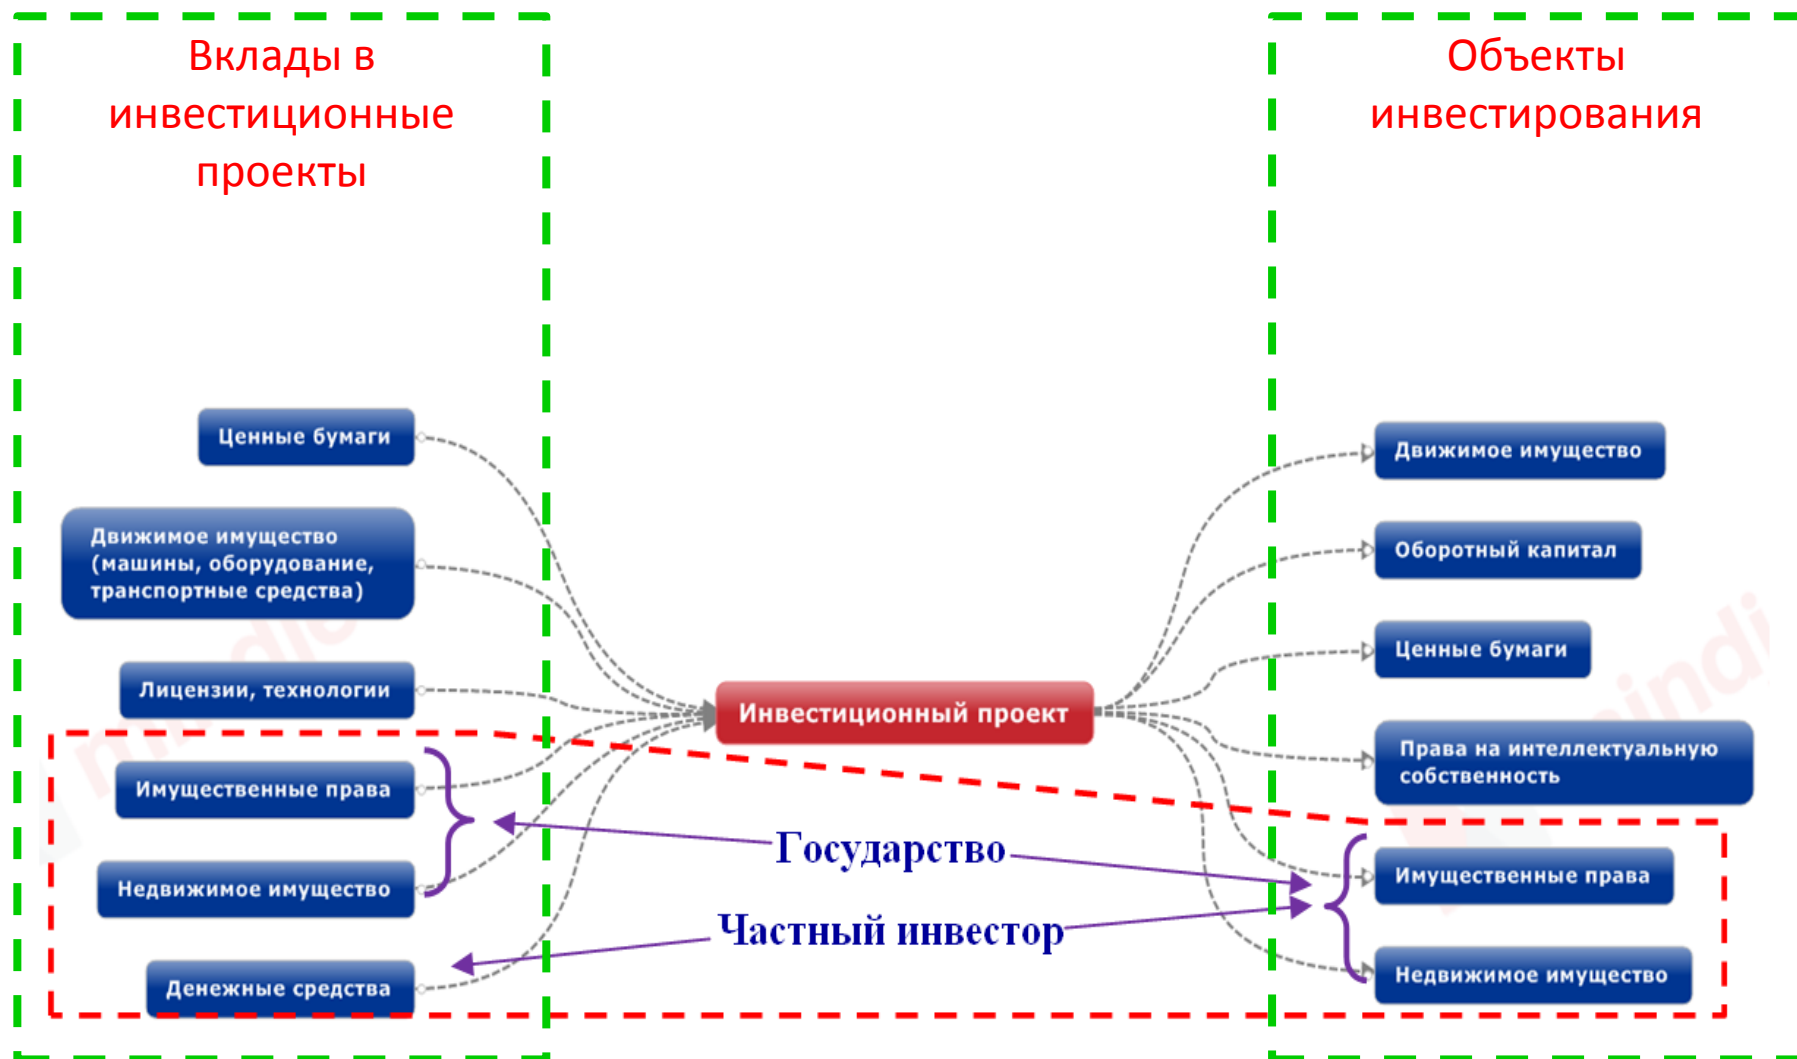 Вклады в
инвестиционные
проекты
Объекты
инвестирования
Ценные бумаги
Движимое имущество
(машины, оборудование,
транспортные средства)
Лицензии, технологии
Имущественные права
Недвижимое имущество
Денежные средства
Инвестиционный проект
Государство
Частный инвестор
Движимое имущество
Оборотный капитал
Ценные бумаги
Права на интеллектуальную
собственность
Имущественные права
Недвижимое имущество